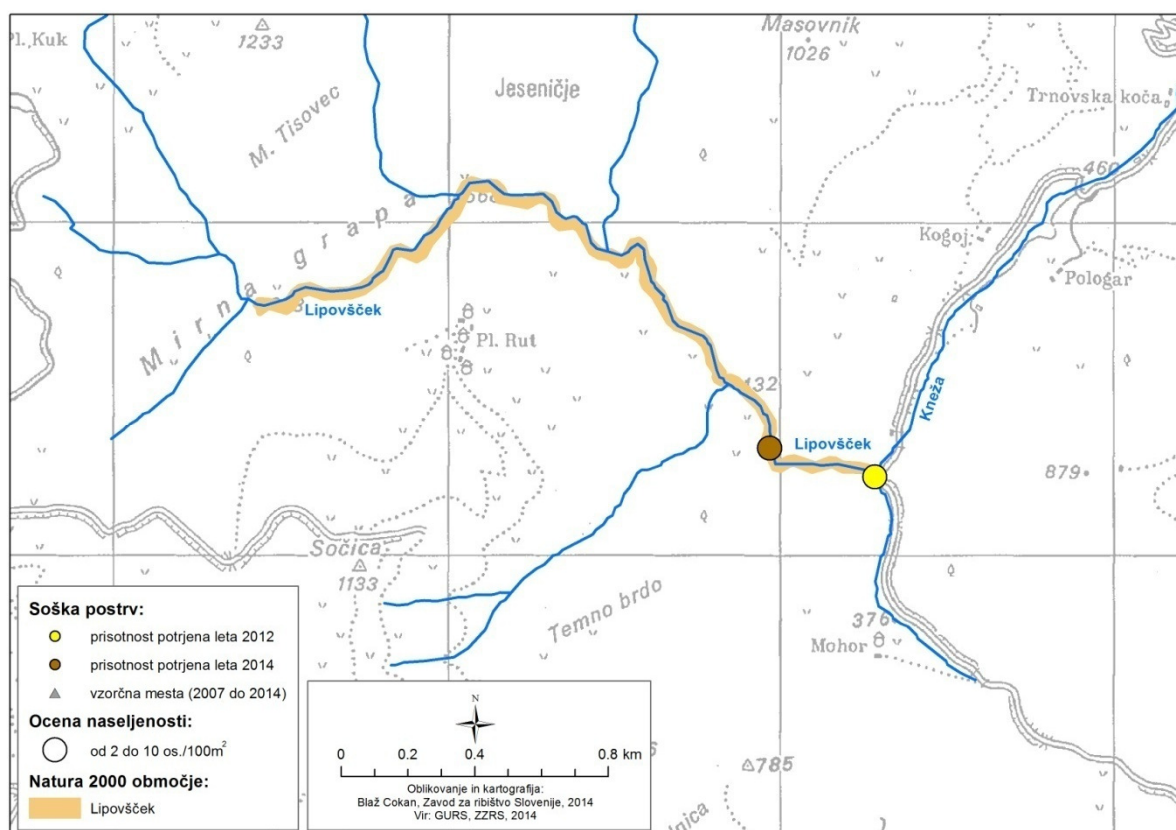 Pl. Kuk
1233
Masovnik
1026
Jeseničje
M. Tisovec
Trnovska koča
460
Mirna grapa
Kogoj
Pologar
Lipovšček
Pl. Rut
Kneža
432
Lipovšček
879
Sočica
1133
Temno brdo
376
Mohor
785
Soška postrv:
prisotnost potrjena leta 2012
prisotnost potrjena leta 2014
vzorčna mesta (2007 do 2014)
Ocena naseljenosti:
od 2 do 10 os./100m²
Natura 2000 območje:
Lipovšček
N
0 0.2 0.4 0.8 km
Oblikovanje in kartografija:
Blaž Cokan, Zavod za ribištvo Slovenije, 2014
Vir: GURS, ZZRS, 2014